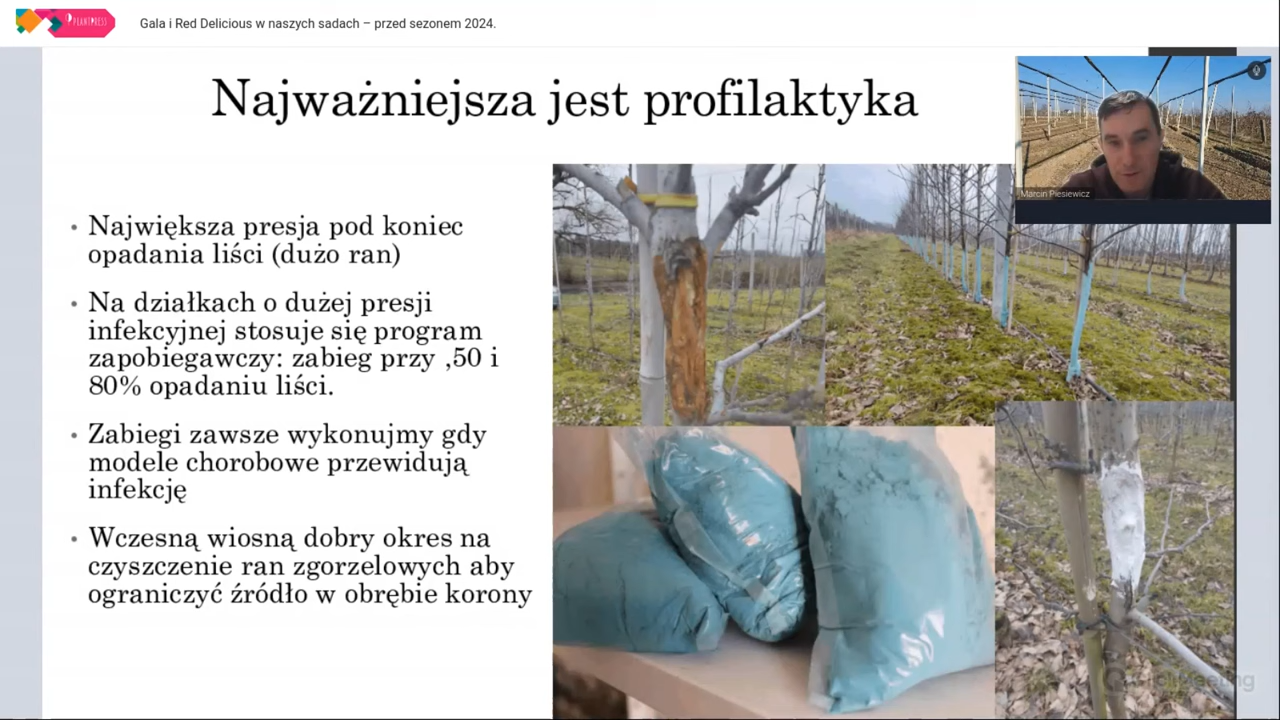 PLANTPRESS
Gala i Red Delicious w naszych sadach – przed sezonem 2024.
Najważniejsza jest profilaktyka
Marcin Piesiewicz
• Największa presja pod koniec
opadania liści (dużo ran)
• Na działkach o dużej presji
infekcyjnej stosuje się program
zapobiegawczy: zabieg przy ,50 i
80% opadaniu liści.
• Zabiegi zawsze wykonujmy gdy
modele chorobowe przewidują
infekcję
• Wczesną wiosną dobry okres na
czyszczenie ran zgorzelowych aby
ograniczyć źródło w obrębie korony